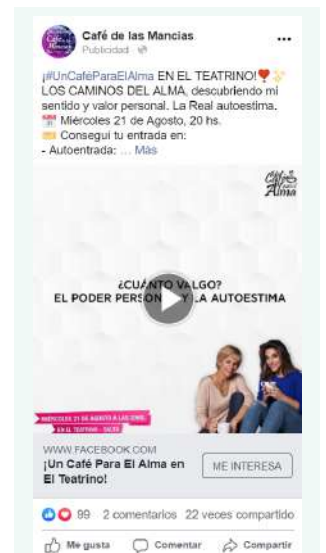 Café de las Mancias
Publicidad
¡#UnCaféParaElAlma EN EL TEATRINO!
LOS CAMINOS DEL ALMA, descubriendo mi
sentido y valor personal. La Real autoestima.
Miércoles 21 de Agosto, 20 hs.
Conseguí tu entrada en:
- Autoentrada: ... Más
Alma
¿CUÁNTO VALGO?
EL PODER PERSONAL Y LA AUTOESTIMA
MIÉRCOLES 21 DE AGOSTO A LAS 20HS.
EN EL TEATRINO -
WWW.FACEBOOK.COM
¡Un Café Para El Alma en
El Teatrino!
ME INTERESA
99 2 comentarios 22 veces compartido
Me gusta Comentar Compartir